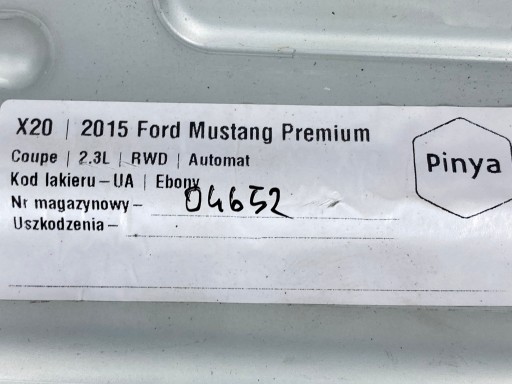 X20 | 2015 Ford Mustang Premium
Coupe | 2.3L | RWD | Automat
Kod lakieru – UA | Ebony
Nr magazynowy – 04652
Uszkodzenia –
Pinya